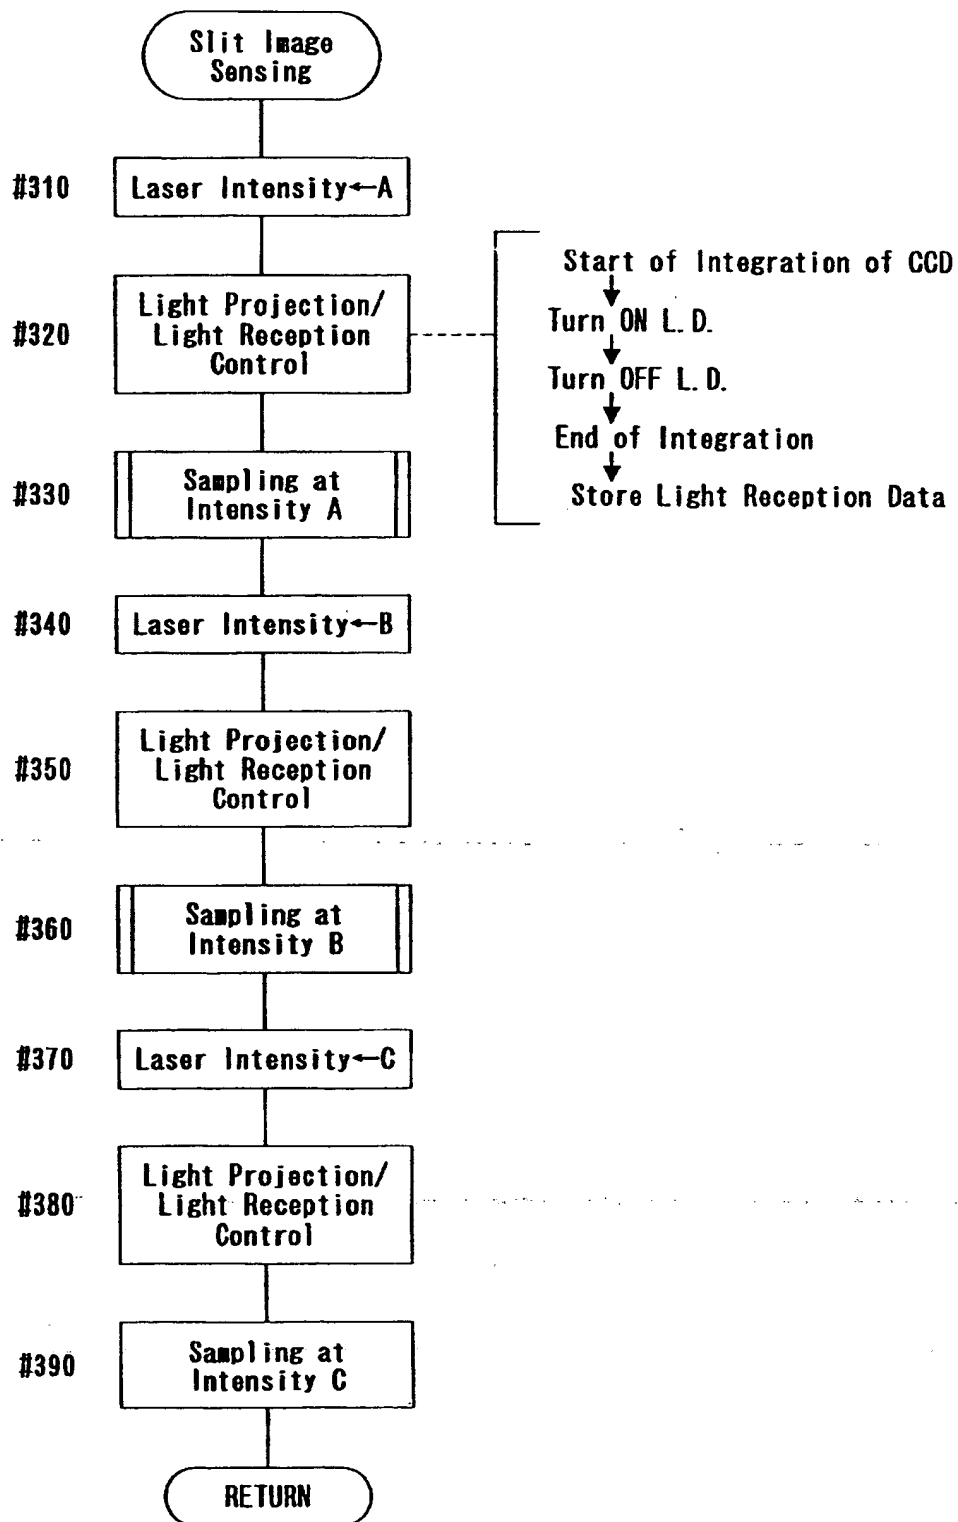 Slit Image
Sensing
#310
Laser Intensity←A
#320
Light Projection/
Light Reception
Control
Start of Integration of CCD
Turn ON L.D.
Turn OFF L.D.
End of Integration
Store Light Reception Data
#330
Sampling at
Intensity A
#340
Laser Intensity←B
#350
Light Projection/
Light Reception
Control
#360
Sampling at
Intensity B
#370
Laser Intensity←C
#380
Light Projection/
Light Reception
Control
#390
Sampling at
Intensity C
RETURN